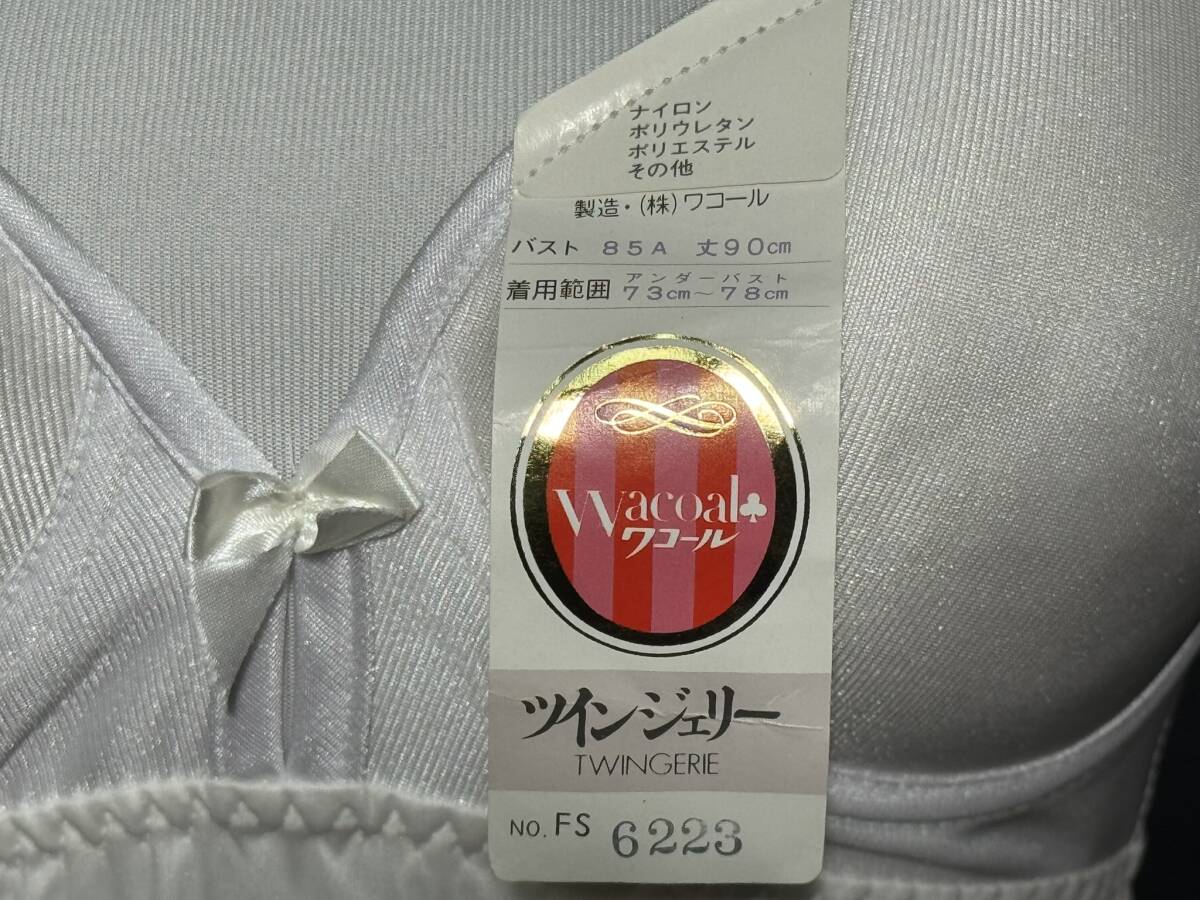 ナイロン
ポリウレタン
ポリエステル
その他
製造・(株)ワコール
バスト 85A 丈90cm
アンダーバスト
着用範囲 73cm〜78cm
Wacoal
ワコール
ツインジェリー
TWINGERIE
NO. FS 6223